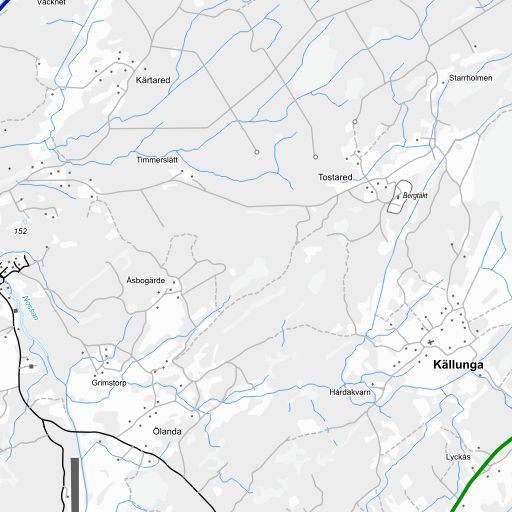 Väcknet
Kärtared
Starrholmen
Timmerslätt
Tostared
Bergtäkt
152
Åsbogärde
Nossan
Källunga
Grimstorp
Hårdakvarn
Ölanda
Lyckås